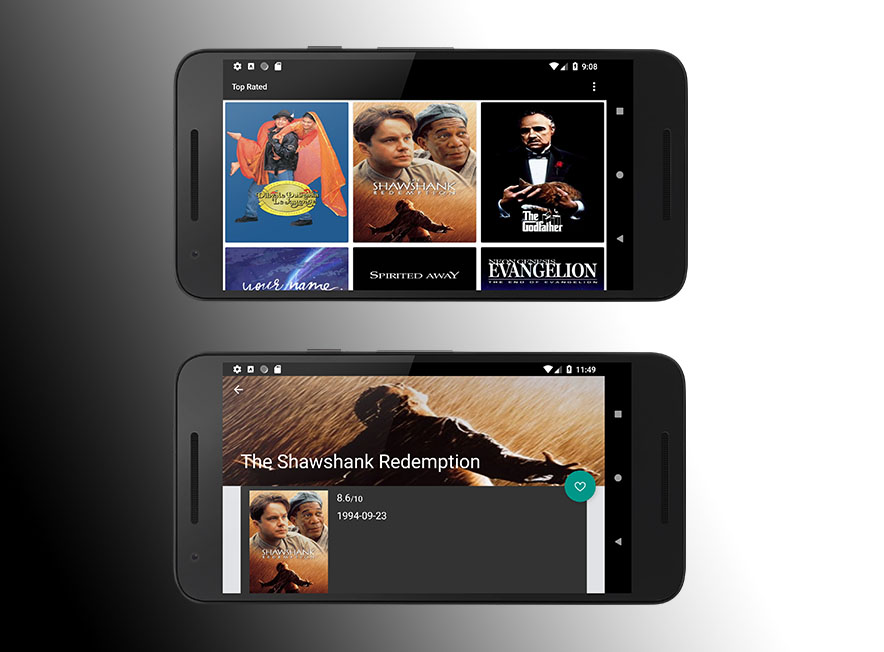 9:08
Top Rated
Dilwale Dulhania
Le Jayenge
SHAWSHANK
REDEMPTION
The
Godfather
your name.
SPIRITED AWAY
NEON GENESIS
EVANGELION
THE END OF EVANGELION
11:49
The Shawshank Redemption
8.6/10
1994-09-23
SHAWSHANK
REDEMPTION